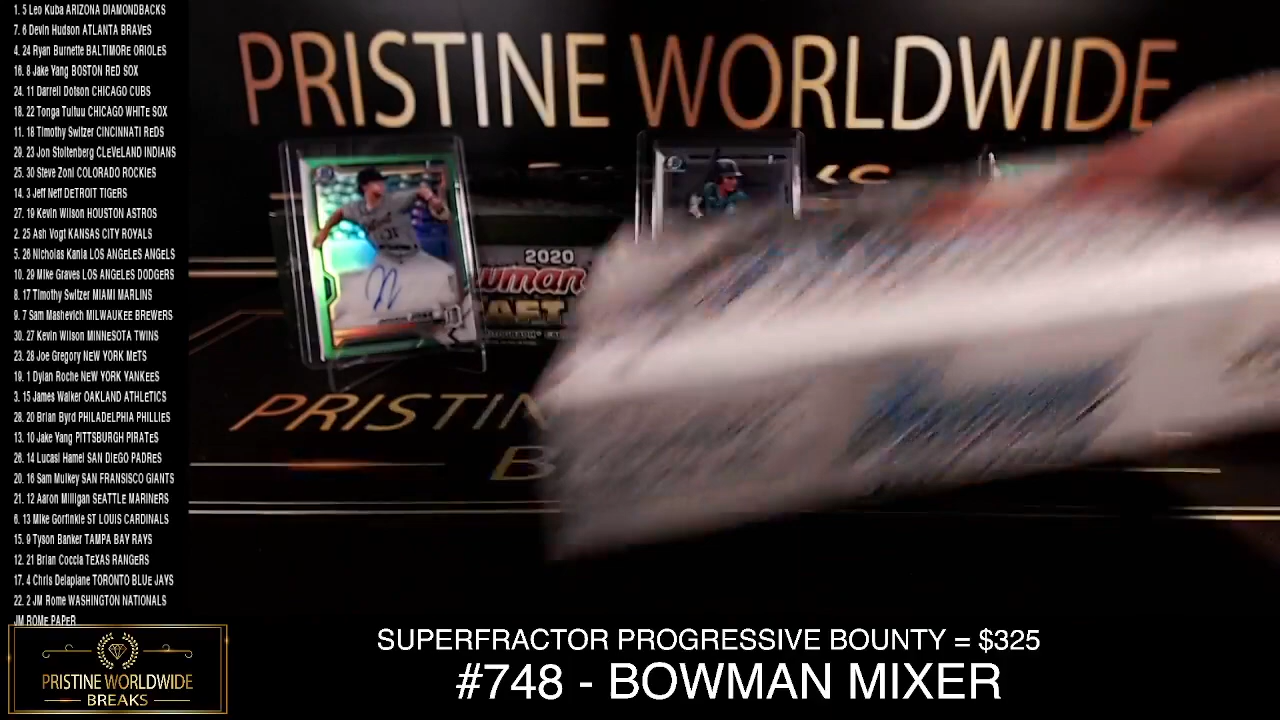 1. 5 Leo Kuba ARIZONA DIAMONDBACKS
7. 6 Devin Hudson ATLANTA BRAVES
4. 24 Ryan Burnette BALTIMORE ORIOLES
16. 8 Jake Yang BOSTON RED SOX
24. 11 Darrell Dotson CHICAGO CUBS
18. 22 Tonga Tuituu CHICAGO WHITE SOX
11. 18 Timothy Switzer CINCINNATI REDS
29. 23 Jon Stoltenberg CLEVELAND INDIANS
25. 30 Steve Zoni COLORADO ROCKIES
14. 3 Jeff Neff DETROIT TIGERS
27. 19 Kevin Wilson HOUSTON ASTROS
2. 25 Ash Vogt KANSAS CITY ROYALS
5. 26 Nicholas Kania LOS ANGELES ANGELS
10. 29 Mike Graves LOS ANGELES DODGERS
8. 17 Timothy Switzer MIAMI MARLINS
9. 7 Sam Mashevich MILWAUKEE BREWERS
30. 27 Kevin Wilson MINNESOTA TWINS
23. 28 Joe Gregory NEW YORK METS
19. 1 Dylan Roche NEW YORK YANKEES
3. 15 James Walker OAKLAND ATHLETICS
28. 20 Brian Byrd PHILADELPHIA PHILLIES
13. 10 Jake Yang PITTSBURGH PIRATES
26. 14 Lucasi Hamel SAN DIEGO PADRES
20. 16 Sam Mulkey SAN FRANSISCO GIANTS
21. 12 Aaron Milligan SEATTLE MARINERS
6. 13 Mike Gorfinkle ST LOUIS CARDINALS
15. 9 Tyson Banker TAMPA BAY RAYS
12. 21 Brian Coccia TEXAS RANGERS
17. 4 Chris Delaplane TORONTO BLUE JAYS
22. 2 JM Rome WASHINGTON NATIONALS
JM ROME PAPER
PRISTINE WORLDWIDE
BREAKS
PRISTINE WORLDWIDE
KS
2020
wman
AFT
PRISTIN
B
SUPERFRACTOR PROGRESSIVE BOUNTY = $325
#748 - BOWMAN MIXER